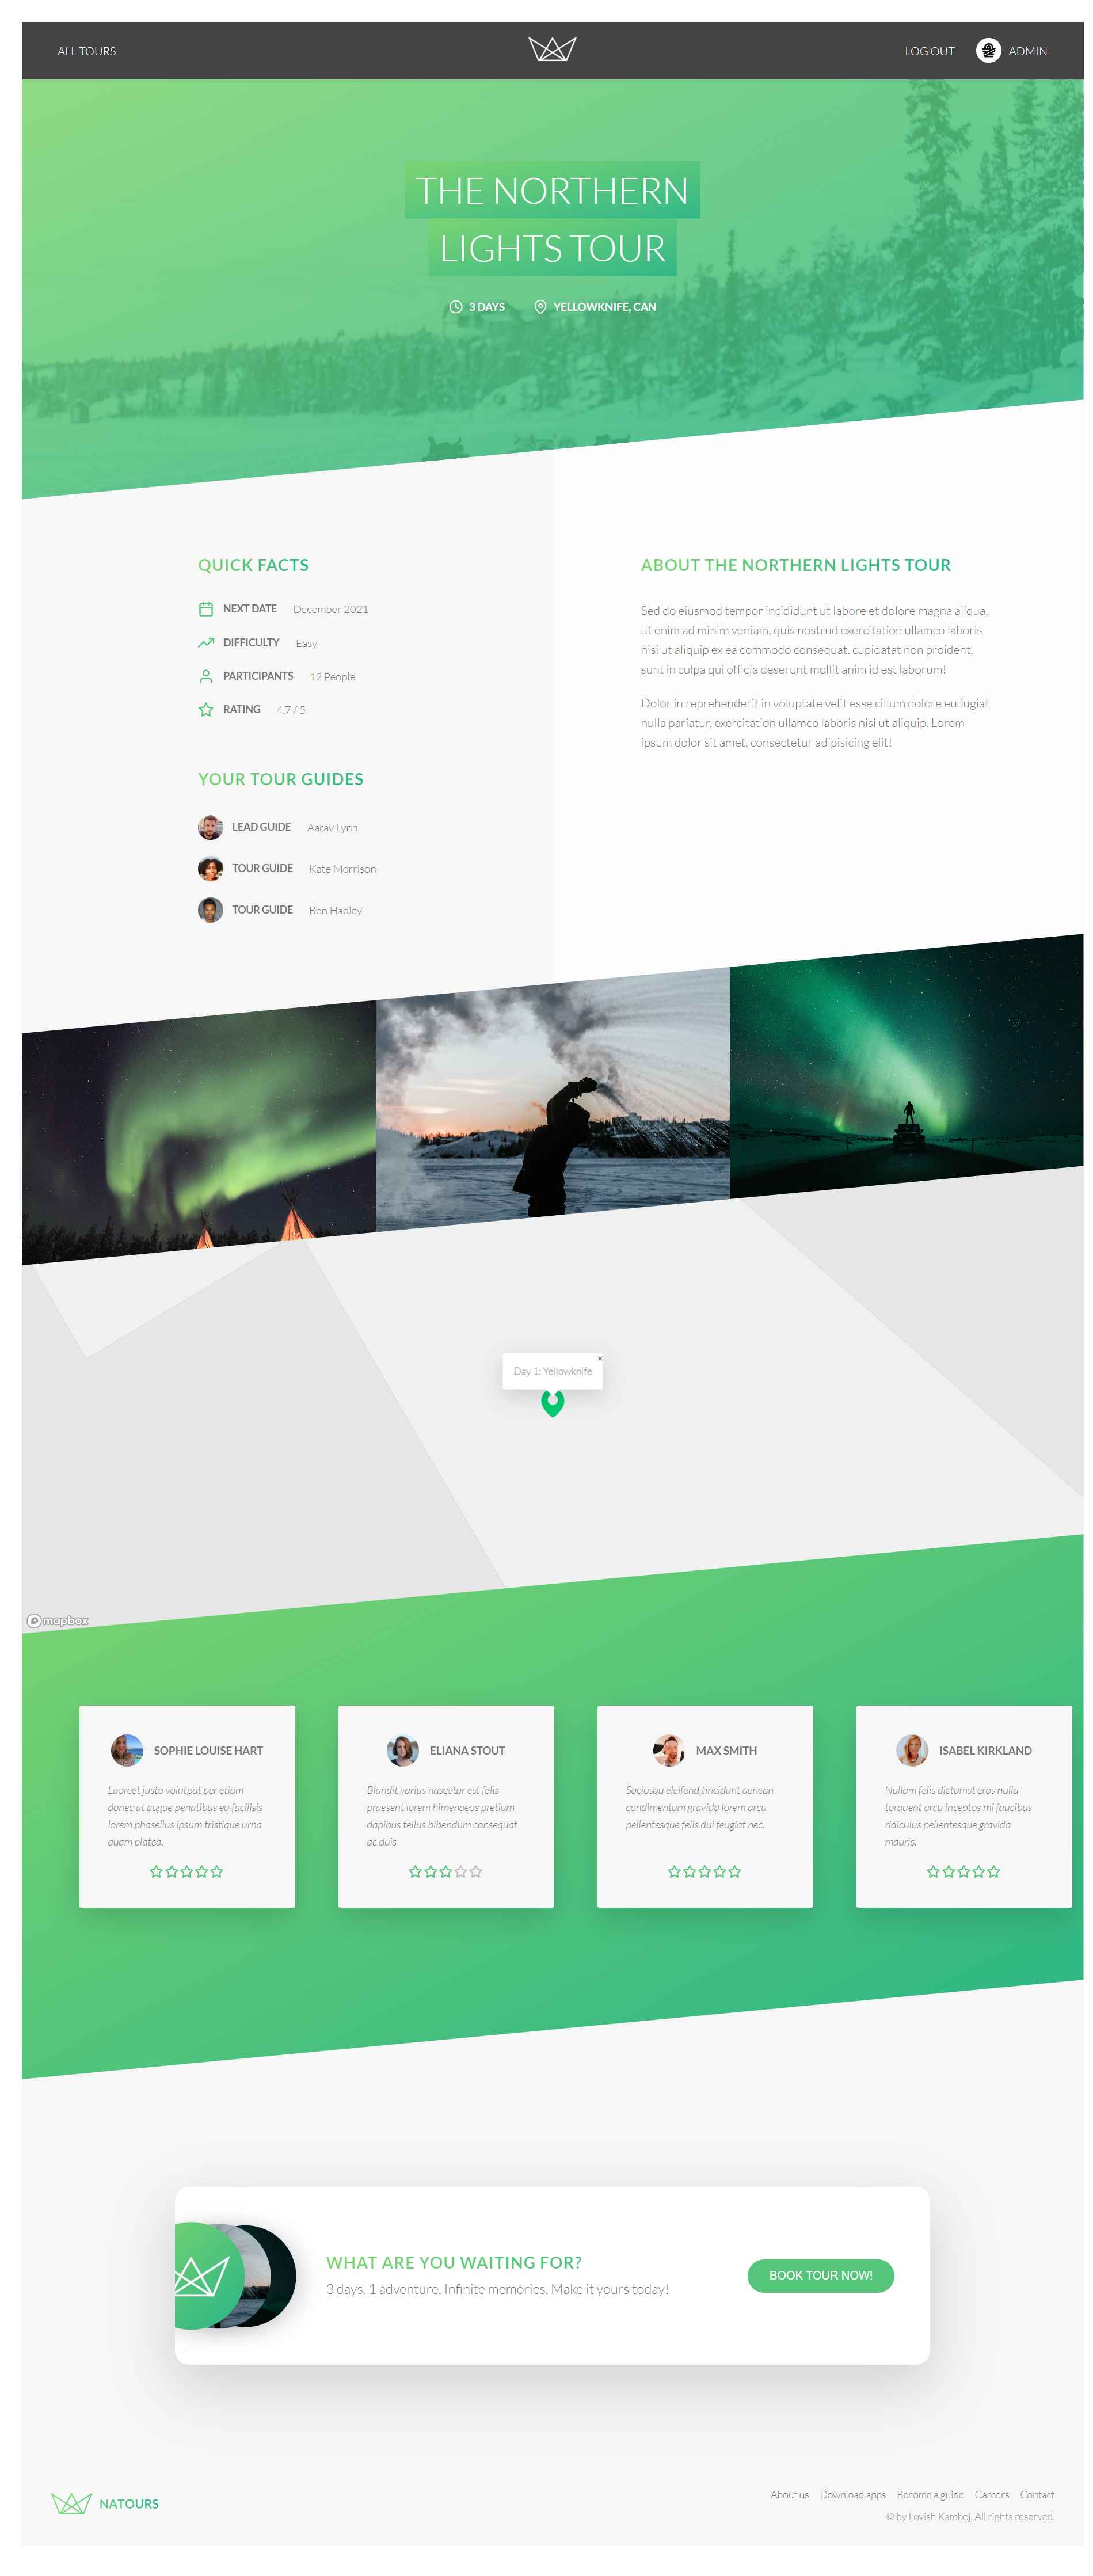 ALL TOURS
LOG OUT
ADMIN
THE NORTHERN
LIGHTS TOUR
3 DAYS
YELLOWKNIFE, CAN
QUICK FACTS
NEXT DATE December 2021
DIFFICULTY Easy
PARTICIPANTS 12 People
RATING 4.7 / 5
YOUR TOUR GUIDES
LEAD GUIDE Aarav Lynn
TOUR GUIDE Kate Morrison
TOUR GUIDE Ben Hadley
ABOUT THE NORTHERN LIGHTS TOUR
Sed do eiusmod tempor incididunt ut labore et dolore magna aliqua,
ut enim ad minim veniam, quis nostrud exercitation ullamco laboris
nisi ut aliquip ex ea commodo consequat. cupidatat non proident,
sunt in culpa qui officia deserunt mollit anim id est laborum!
Dolor in reprehenderit in voluptate velit esse cillum dolore eu fugiat
nulla pariatur, exercitation ullamco laboris nisi ut aliquip. Lorem
ipsum dolor sit amet, consectetur adipisicing elit!
Day 1: Yellowknife
×
mapbox
SOPHIE LOUISE HART
Laoreet justo volutpat per etiam
donec at augue penatibus eu facilisis
lorem phasellus ipsum tristique urna
quam platea.
ELIANA STOUT
Blandit varius nascetur est felis
praesent lorem himenaeos pretium
dapibus tellus bibendum consequat
ac duis
MAX SMITH
Sociosqu eleifend tincidunt aenean
condimentum gravida lorem arcu
pellentesque felis dui feugiat nec.
ISABEL KIRKLAND
Nullam felis dictumst eros nulla
torquent arcu inceptos mi faucibus
ridiculus pellentesque gravida
mauris.
WHAT ARE YOU WAITING FOR?
3 days. 1 adventure. Infinite memories. Make it yours today!
BOOK TOUR NOW!
NATOURS
About us Download apps Become a guide Careers Contact
© by Lovish Kamboj. All rights reserved.